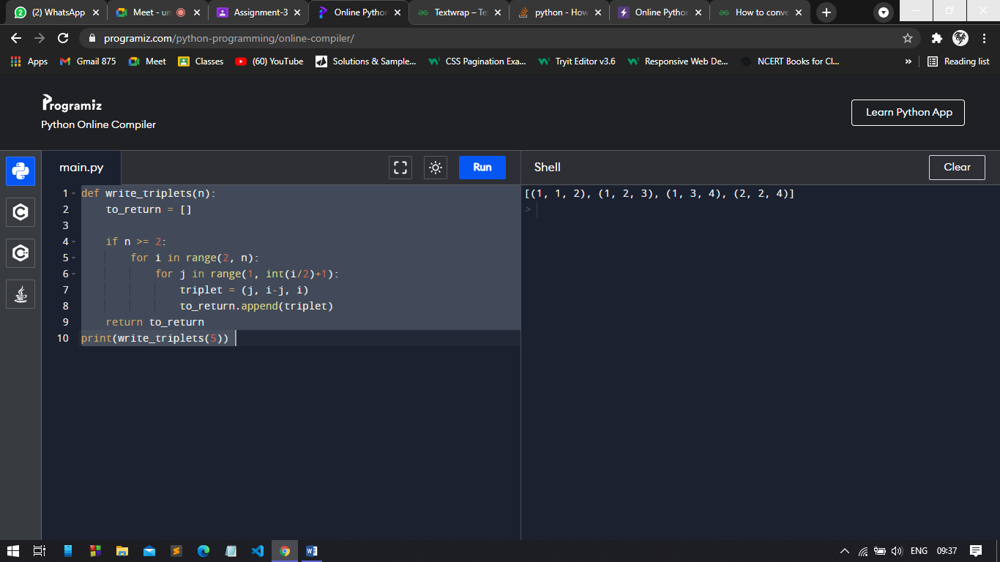 (2) WhatsApp
Meet - un
Assignment-3
Online Python
Textwrap – Te
python - How
Online Python
How to conve
programiz.com/python-programming/online-compiler/
Apps Gmail 875 Meet Classes (60) YouTube Solutions & Sample... CSS Pagination Exa... Tryit Editor v3.6 Responsive Web De... NCERT Books for Cl... » Reading list
Programiz
Python Online Compiler
Learn Python App
main.py
Run
Shell
Clear
1 def write_triplets(n):
2     to_return = []
3
4     if n >= 2:
5         for i in range(2, n):
6             for j in range(1, int(i/2)+1):
7                 triplet = (j, i-j, i)
8                 to_return.append(triplet)
9     return to_return
10 print(write_triplets(5))
[(1, 1, 2), (1, 2, 3), (1, 3, 4), (2, 2, 4)]
>
ENG 09:37